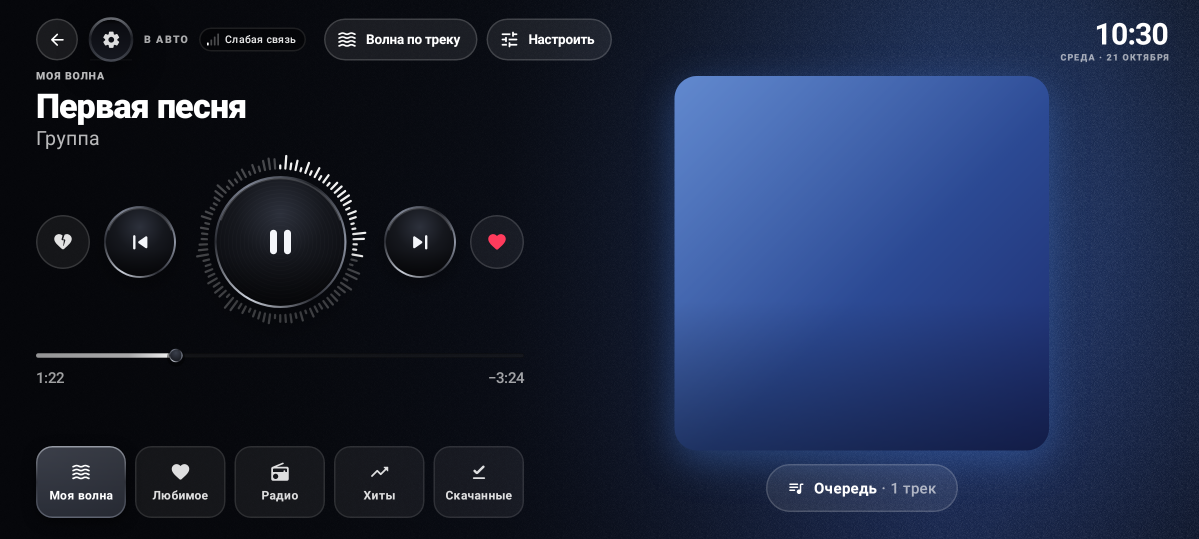 В АВТО
Слабая связь
Волна по треку
Настроить
10:30
СРЕДА · 21 ОКТЯБРЯ
МОЯ ВОЛНА
Первая песня
Группа
1:22
−3:24
Моя волна
Любимое
Радио
Хиты
Скачанные
Очередь · 1 трек